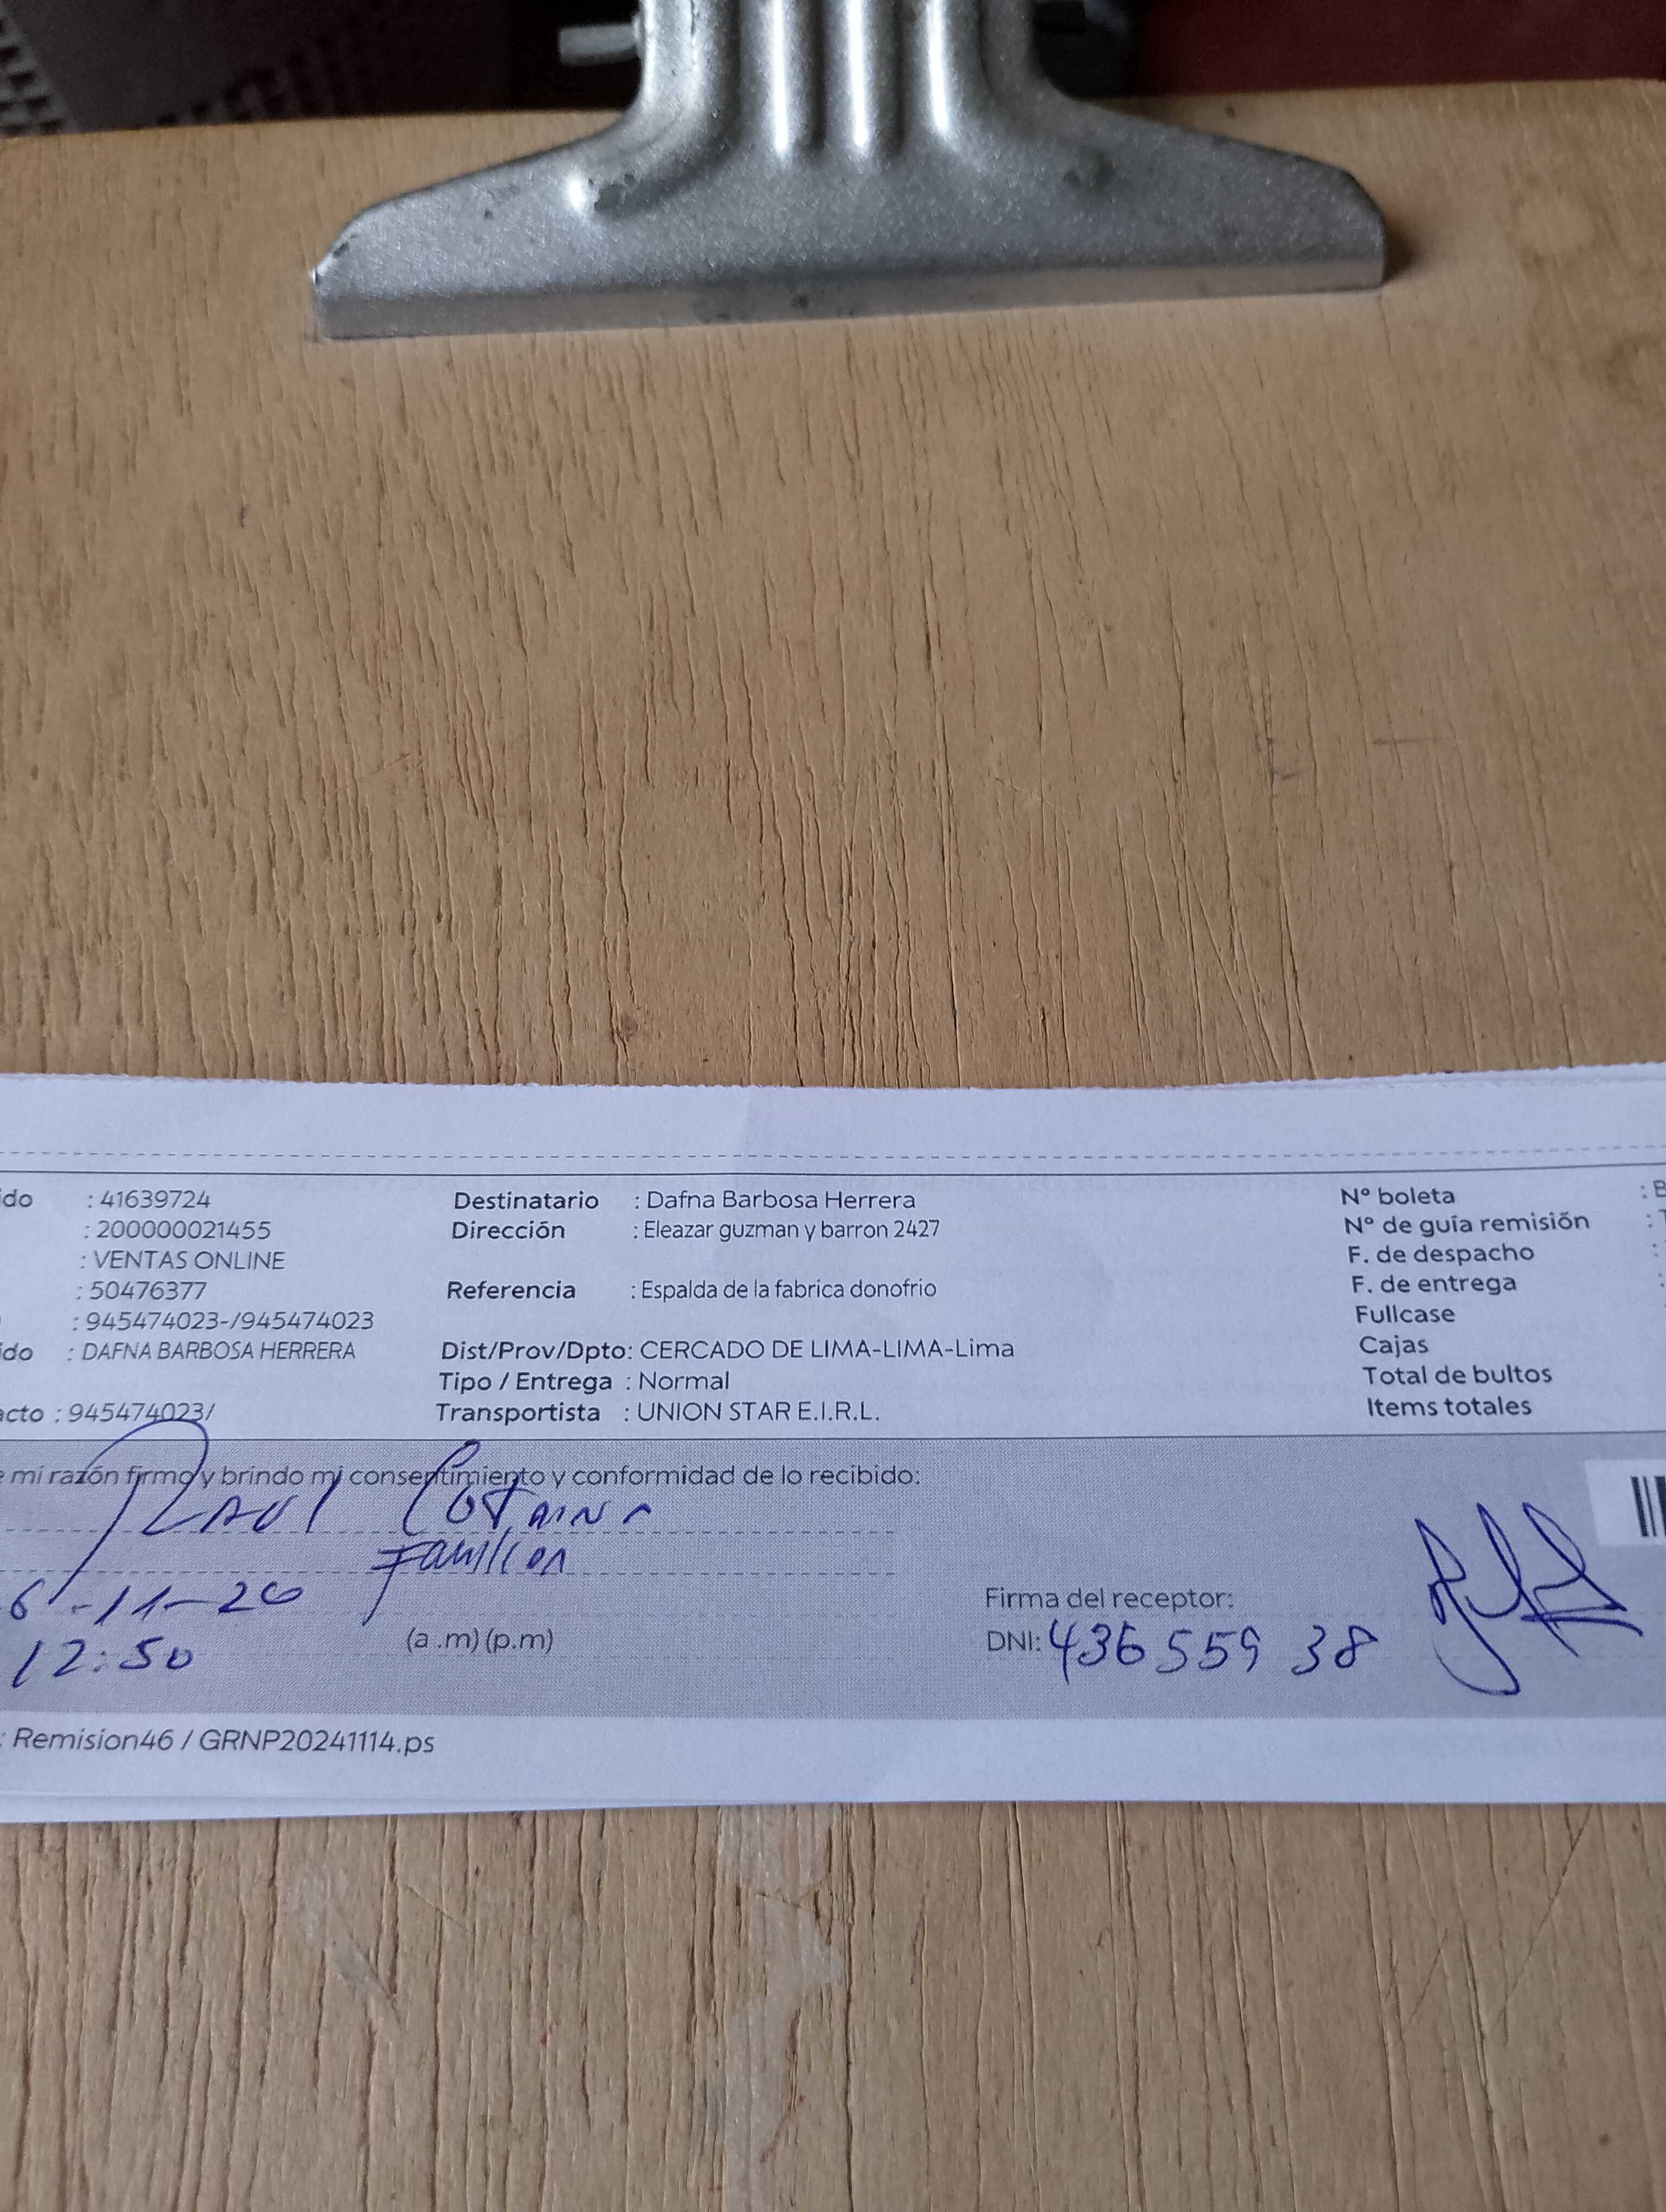 ido : 41639724 Destinatario : Dafna Barbosa Herrera Nº boleta : B
: 200000021455 Dirección : Eleazar guzman y barron 2427 Nº de guía remisión : T
: VENTAS ONLINE F. de despacho :
: 50476377 Referencia : Espalda de la fabrica donofrio F. de entrega :
: 945474023-/945474023 Fullcase
ido : DAFNA BARBOSA HERRERA Dist/Prov/Dpto: CERCADO DE LIMA-LIMA-Lima Cajas
Tipo / Entrega : Normal Total de bultos
acto : 945474023/ Transportista : UNION STAR E.I.R.L. Items totales
e mi razón firmo y brindo mi consentimiento y conformidad de lo recibido:
Raul
Familiar
6-11-20 Firma del receptor:
12:50 (a .m) (p.m) DNI: 43655938
: Remision46 / GRNP20241114.ps